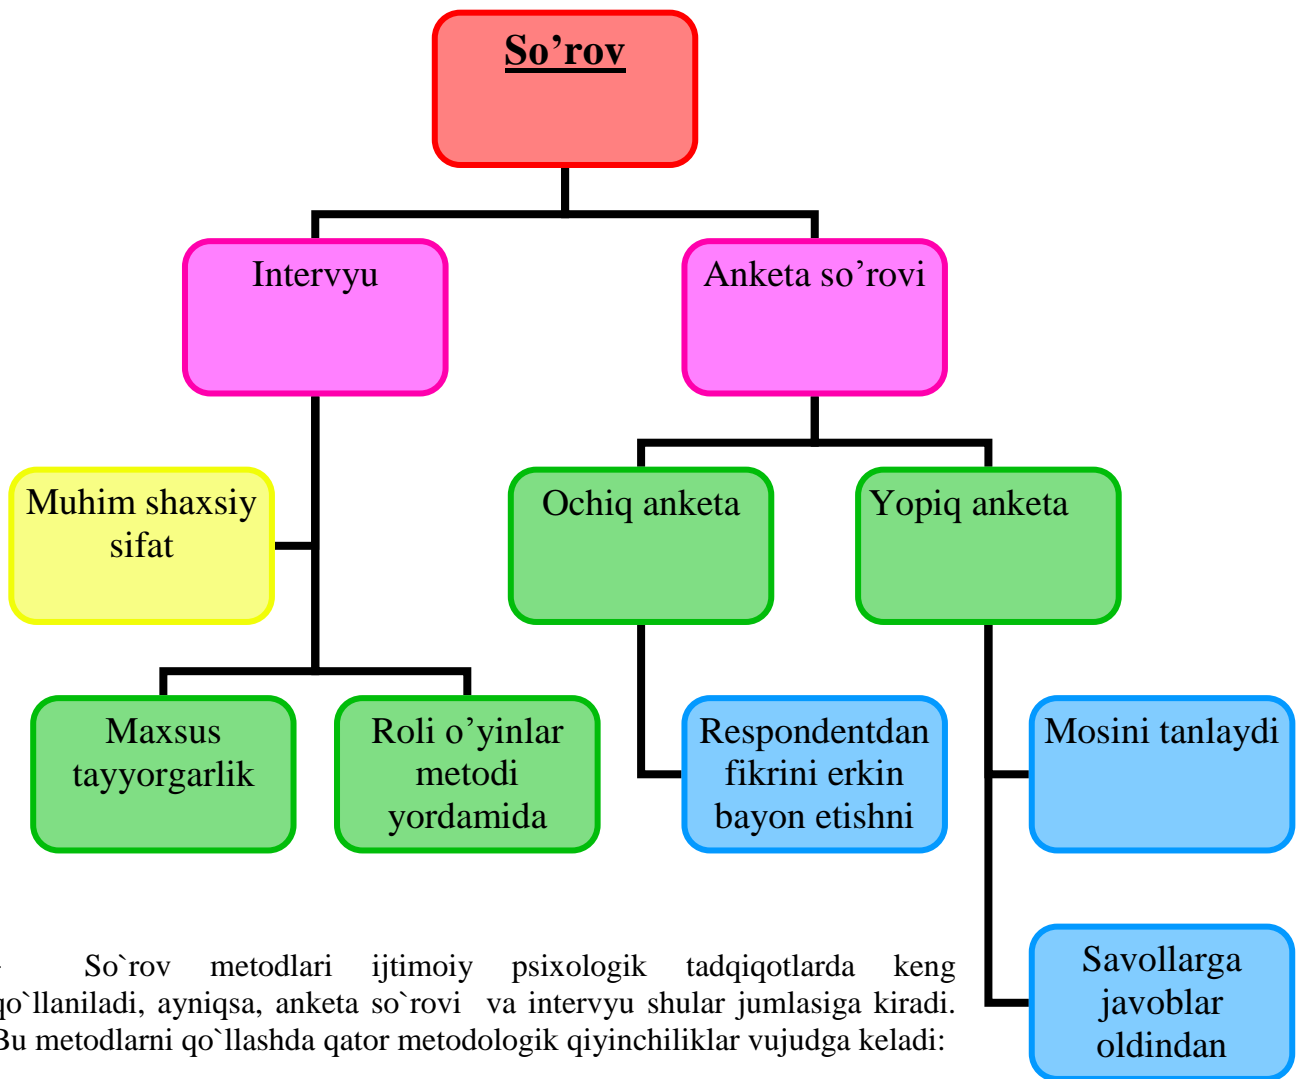 So’rov
Intervyu
Anketa so’rovi
Muhim shaxsiy
sifat
Ochiq anketa
Yopiq anketa
Maxsus
tayyorgarlik
Roli o’yinlar
metodi
yordamida
Respondentdan
fikrini erkin
bayon etishni
Mosini tanlaydi
Savollarga
javoblar
oldindan
So`rov metodlari ijtimoiy psixologik tadqiqotlarda keng
qo`llaniladi, ayniqsa, anketa so`rovi va intervyu shular jumlasiga kiradi.
Bu metodlarni qo`llashda qator metodologik qiyinchiliklar vujudga keladi: